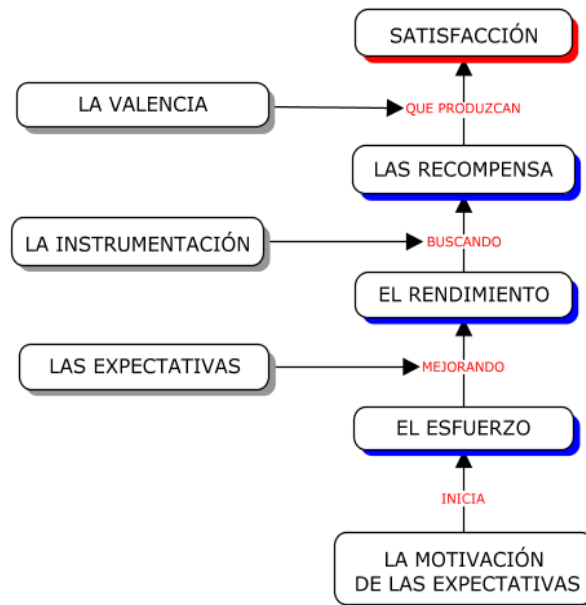 SATISFACCIÓN
LA VALENCIA
QUE PRODUZCAN
LAS RECOMPENSA
LA INSTRUMENTACIÓN
BUSCANDO
EL RENDIMIENTO
LAS EXPECTATIVAS
MEJORANDO
EL ESFUERZO
INICIA
LA MOTIVACIÓN
DE LAS EXPECTATIVAS